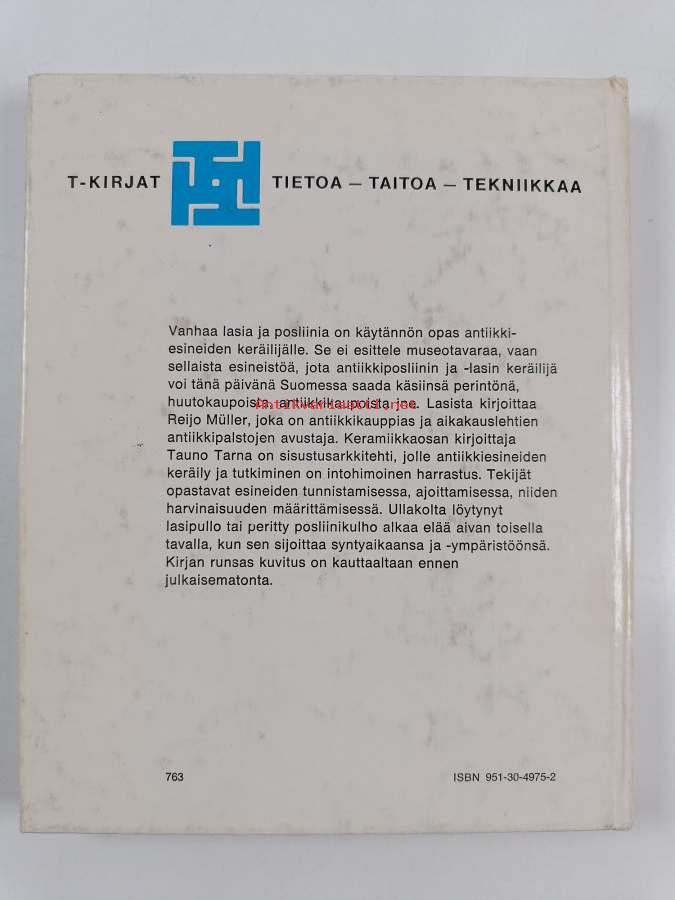 T-KIRJAT TIETOA — TAITOA — TEKNIIKKAA
Vanhaa lasia ja posliinia on käytännön opas antiikki-
esineiden keräilijälle. Se ei esittele museotavaraa, vaan
sellaista esineistöä, jota antiikkiposliinin ja -lasin keräilijä
voi tänä päivänä Suomessa saada käsiinsä perintönä,
huutokaupoista, antiikkikaupoista jne. Lasista kirjoittaa
Antikvariaatti.net
Reijo Müller, joka on antiikkikauppias ja aikakauslehtien
antiikkipalstojen avustaja. Keramiikkaosan kirjoittaja
Tauno Tarna on sisustusarkkitehti, jolle antiikkiesineiden
keräily ja tutkiminen on intohimoinen harrastus. Tekijät
opastavat esineiden tunnistamisessa, ajoittamisessa, niiden
harvinaisuuden määrittämisessä. Ullakolta löytynyt
lasipullo tai peritty posliinikulho alkaa elää aivan toisella
tavalla, kun sen sijoittaa syntyaikaansa ja -ympäristöönsä.
Kirjan runsas kuvitus on kauttaaltaan ennen
julkaisematonta.
763 ISBN 951-30-4975-2